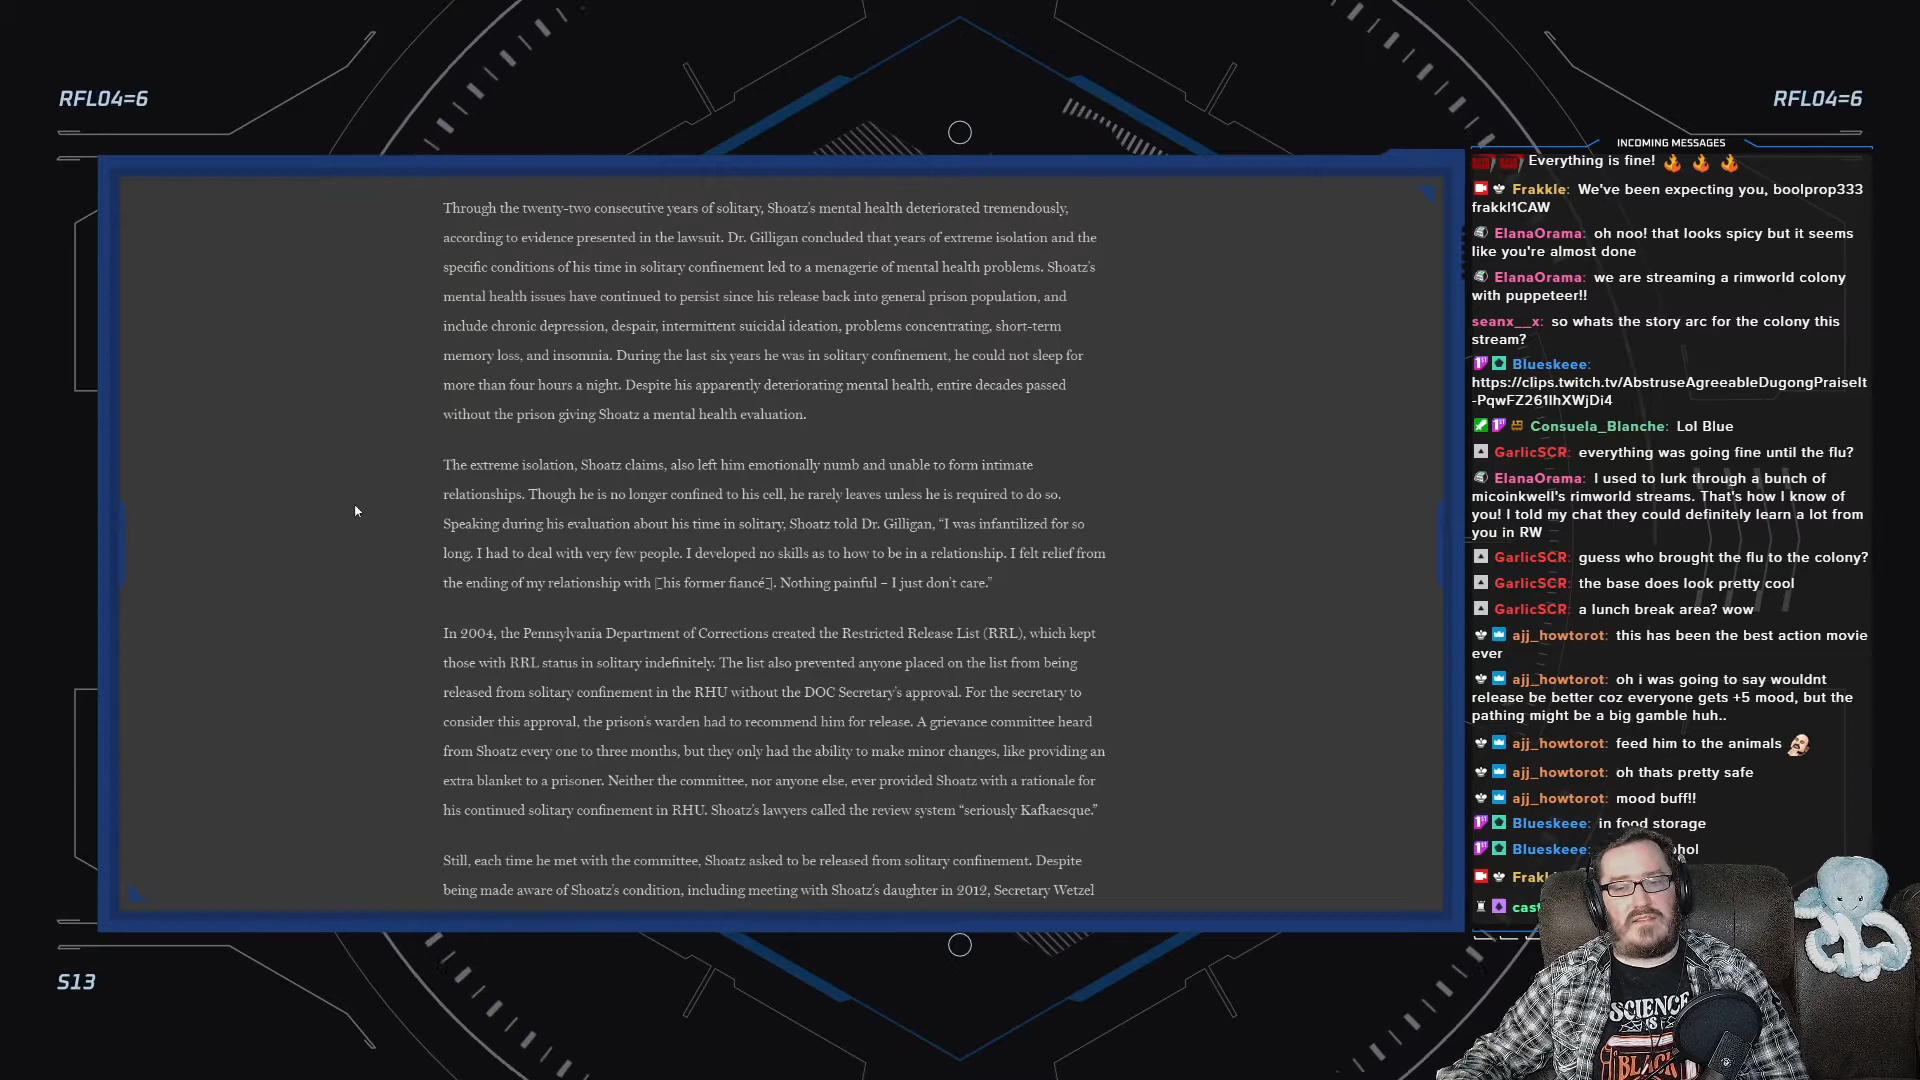 RFL04=6
RFL04=6
Through the twenty-two consecutive years of solitary, Shoatz's mental health deteriorated tremendously,
according to evidence presented in the lawsuit. Dr. Gilligan concluded that years of extreme isolation and the
specific conditions of his time in solitary confinement led to a menagerie of mental health problems. Shoatz's
mental health issues have continued to persist since his release back into general prison population, and
include chronic depression, despair, intermittent suicidal ideation, problems concentrating, short-term
memory loss, and insomnia. During the last six years he was in solitary confinement, he could not sleep for
more than four hours a night. Despite his apparently deteriorating mental health, entire decades passed
without the prison giving Shoatz a mental health evaluation.
The extreme isolation, Shoatz claims, also left him emotionally numb and unable to form intimate
relationships. Though he is no longer confined to his cell, he rarely leaves unless he is required to do so.
Speaking during his evaluation about his time in solitary, Shoatz told Dr. Gilligan, “I was infantilized for so
long. I had to deal with very few people. I developed no skills as to how to be in a relationship. I felt relief from
the ending of my relationship with [his former fiancé]. Nothing painful – I just don't care.”
In 2004, the Pennsylvania Department of Corrections created the Restricted Release List (RRL), which kept
those with RRL status in solitary indefinitely. The list also prevented anyone placed on the list from being
released from solitary confinement in the RHU without the DOC Secretary's approval. For the secretary to
consider this approval, the prison's warden had to recommend him for release. A grievance committee heard
from Shoatz every one to three months, but they only had the ability to make minor changes, like providing an
extra blanket to a prisoner. Neither the committee, nor anyone else, ever provided Shoatz with a rationale for
his continued solitary confinement in RHU. Shoatz's lawyers called the review system “seriously Kafkaesque.”
Still, each time he met with the committee, Shoatz asked to be released from solitary confinement. Despite
being made aware of Shoatz's condition, including meeting with Shoatz's daughter in 2012, Secretary Wetzel
INCOMING MESSAGES
Everything is fine!
Frakkle: We've been expecting you, boolprop333
frakkl1CAW
ElanaOrama: oh noo! that looks spicy but it seems
like you're almost done
ElanaOrama: we are streaming a rimworld colony
with puppeteer!!
seanx__x: so whats the story arc for the colony this
stream?
Blueskeee:
https://clips.twitch.tv/AbstruseAgreeableDugongPraiseIt
Consuela_Blanche: Lol Blue
GarlicSCR: everything was going fine until the flu?
ElanaOrama: I used to lurk through a bunch of
micoinkwell's rimworld streams. That's how I know of
you! I told my chat they could definitely learn a lot from
you in RW
GarlicSCR: guess who brought the flu to the colony?
GarlicSCR: the base does look pretty cool
GarlicSCR: a lunch break area? wow
ajj_howtorot: this has been the best action movie
ever
ajj_howtorot: oh i was going to say wouldnt
release be better coz everyone gets +5 mood, but the
pathing might be a big gamble huh..
ajj_howtorot: feed him to the animals
ajj_howtorot: oh thats pretty safe
ajj_howtorot: mood buff!!
Blueskeee: in food storage
Blueskeee:
S13
SCIENCE
IS